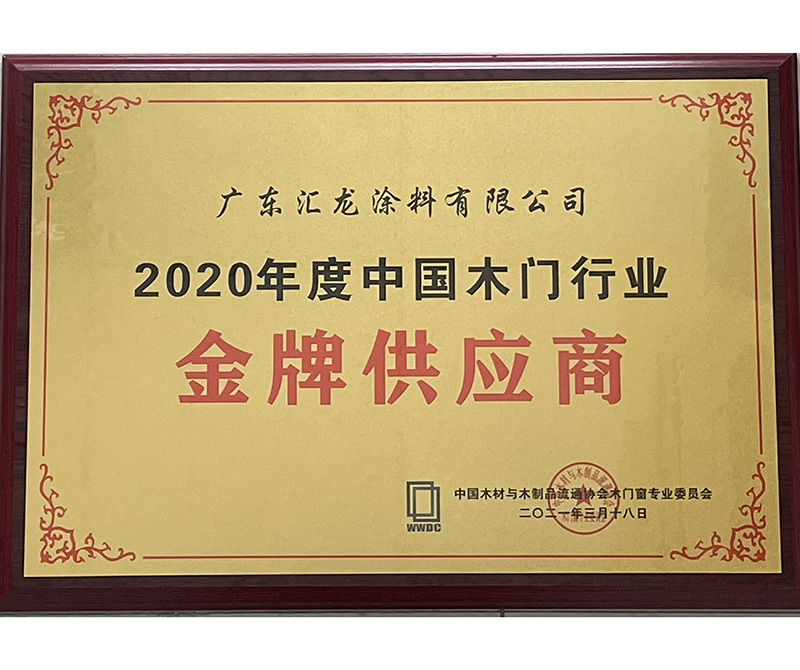 广东汇龙涂料有限公司
2020年度中国木门行业
金牌供应商
WWDC
中国木材与木制品流通协会木门窗专业委员会
二〇二一年三月十八日